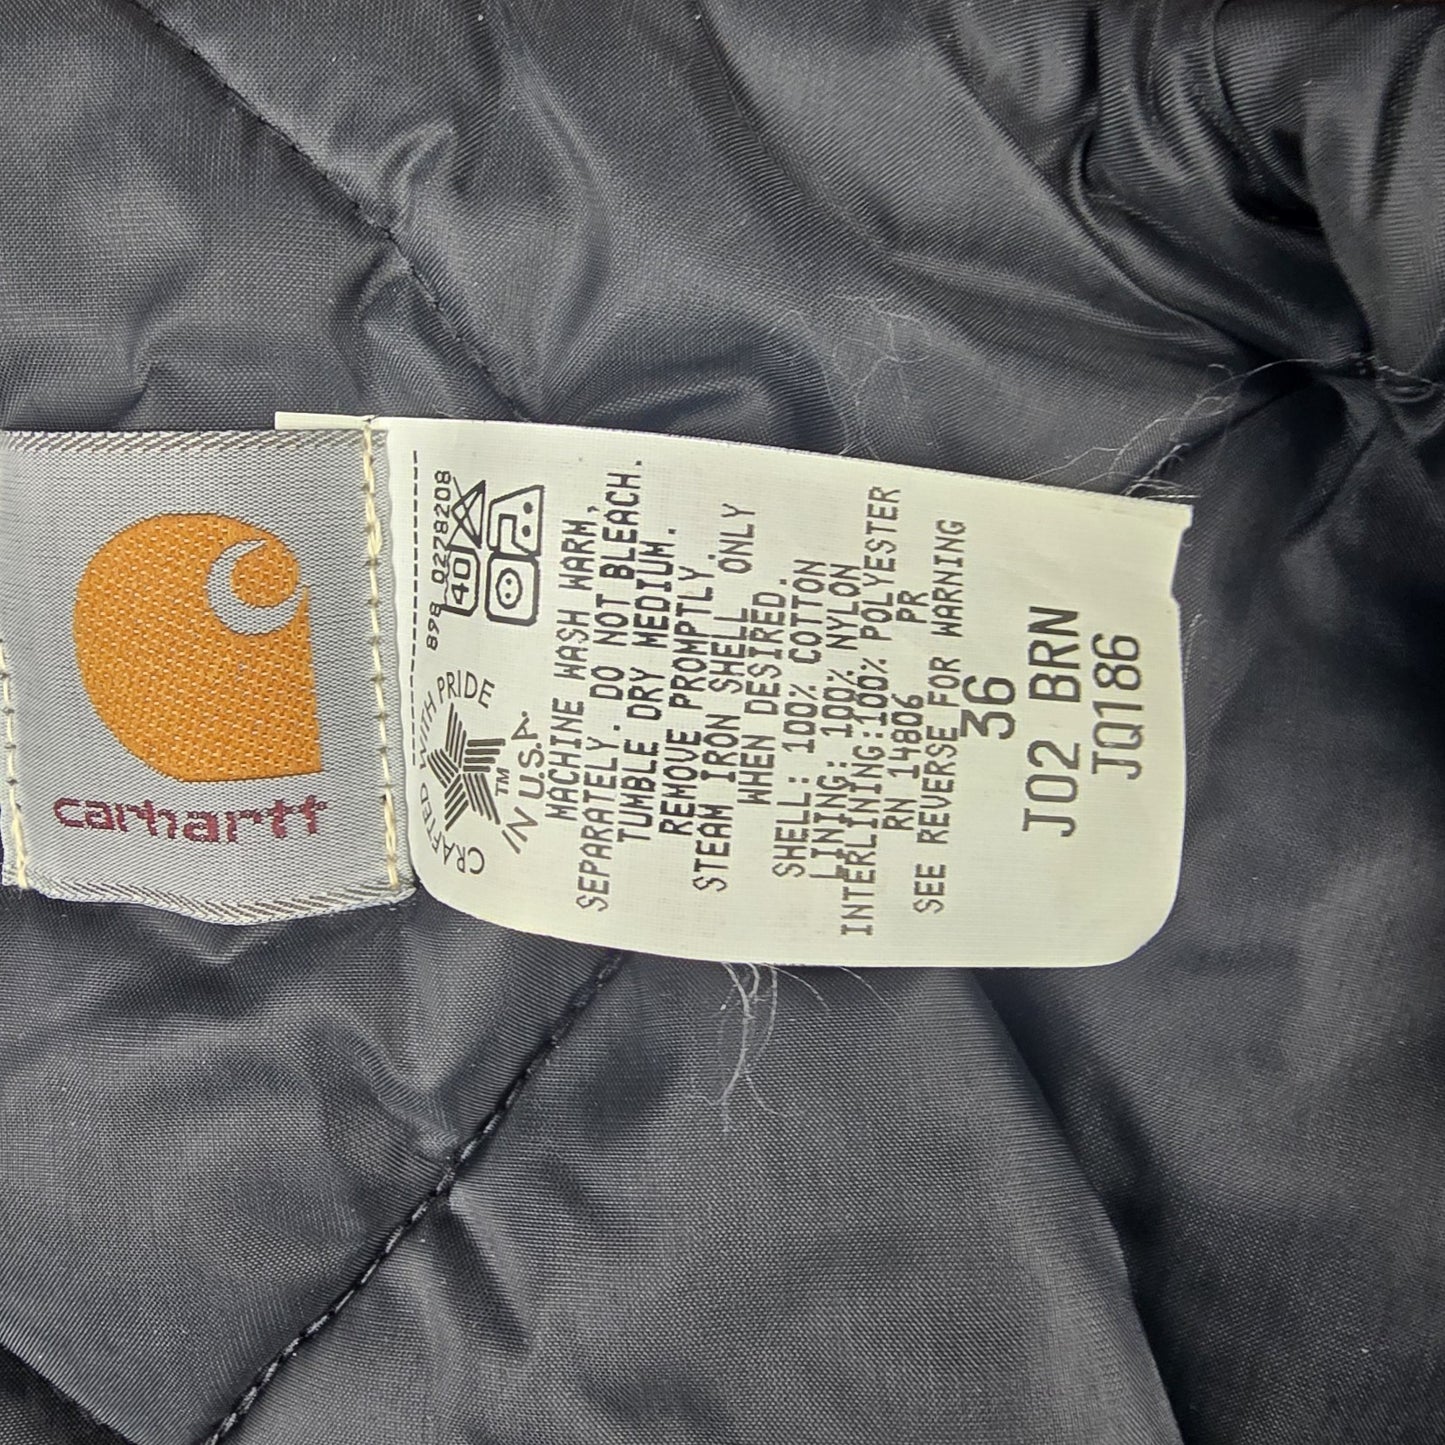 carhartt
898 0278208
40
CRAFTED WITH PRIDE
IN U.S.A.
TM
MACHINE WASH WARM,
SEPARATELY. DO NOT BLEACH.
TUMBLE DRY MEDIUM.
REMOVE PROMPTLY.
STEAM IRON SHELL ONLY
WHEN DESIRED.
SHELL: 100% COTTON
LINING: 100% NYLON
INTERLINING:100% POLYESTER
RN 14806 PR
SEE REVERSE FOR WARNING
36
J02 BRN
JQ186